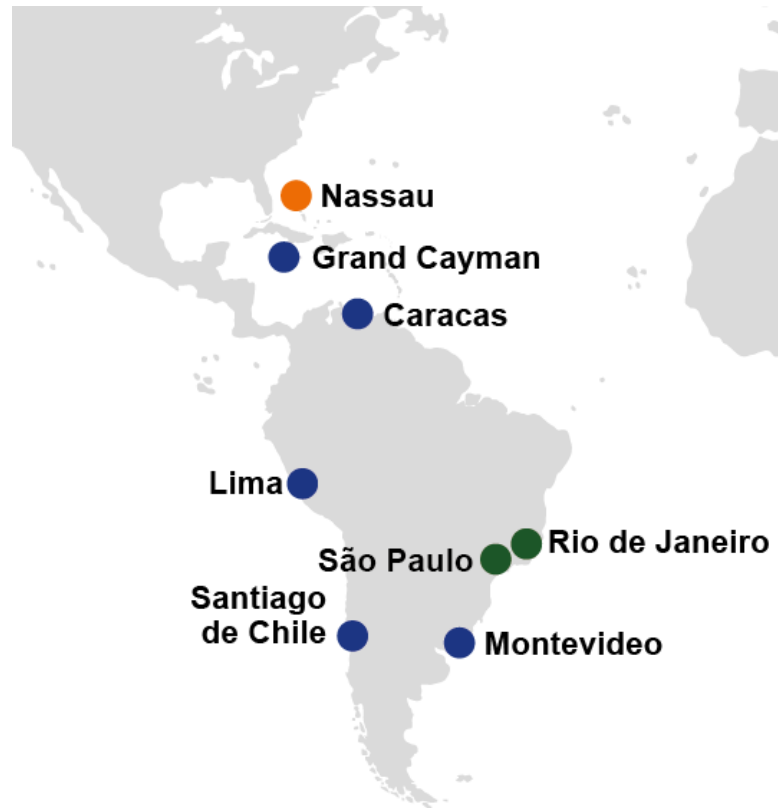 Nassau
Grand Cayman
Caracas
Lima
Rio de Janeiro
São Paulo
Santiago
de Chile
Montevideo